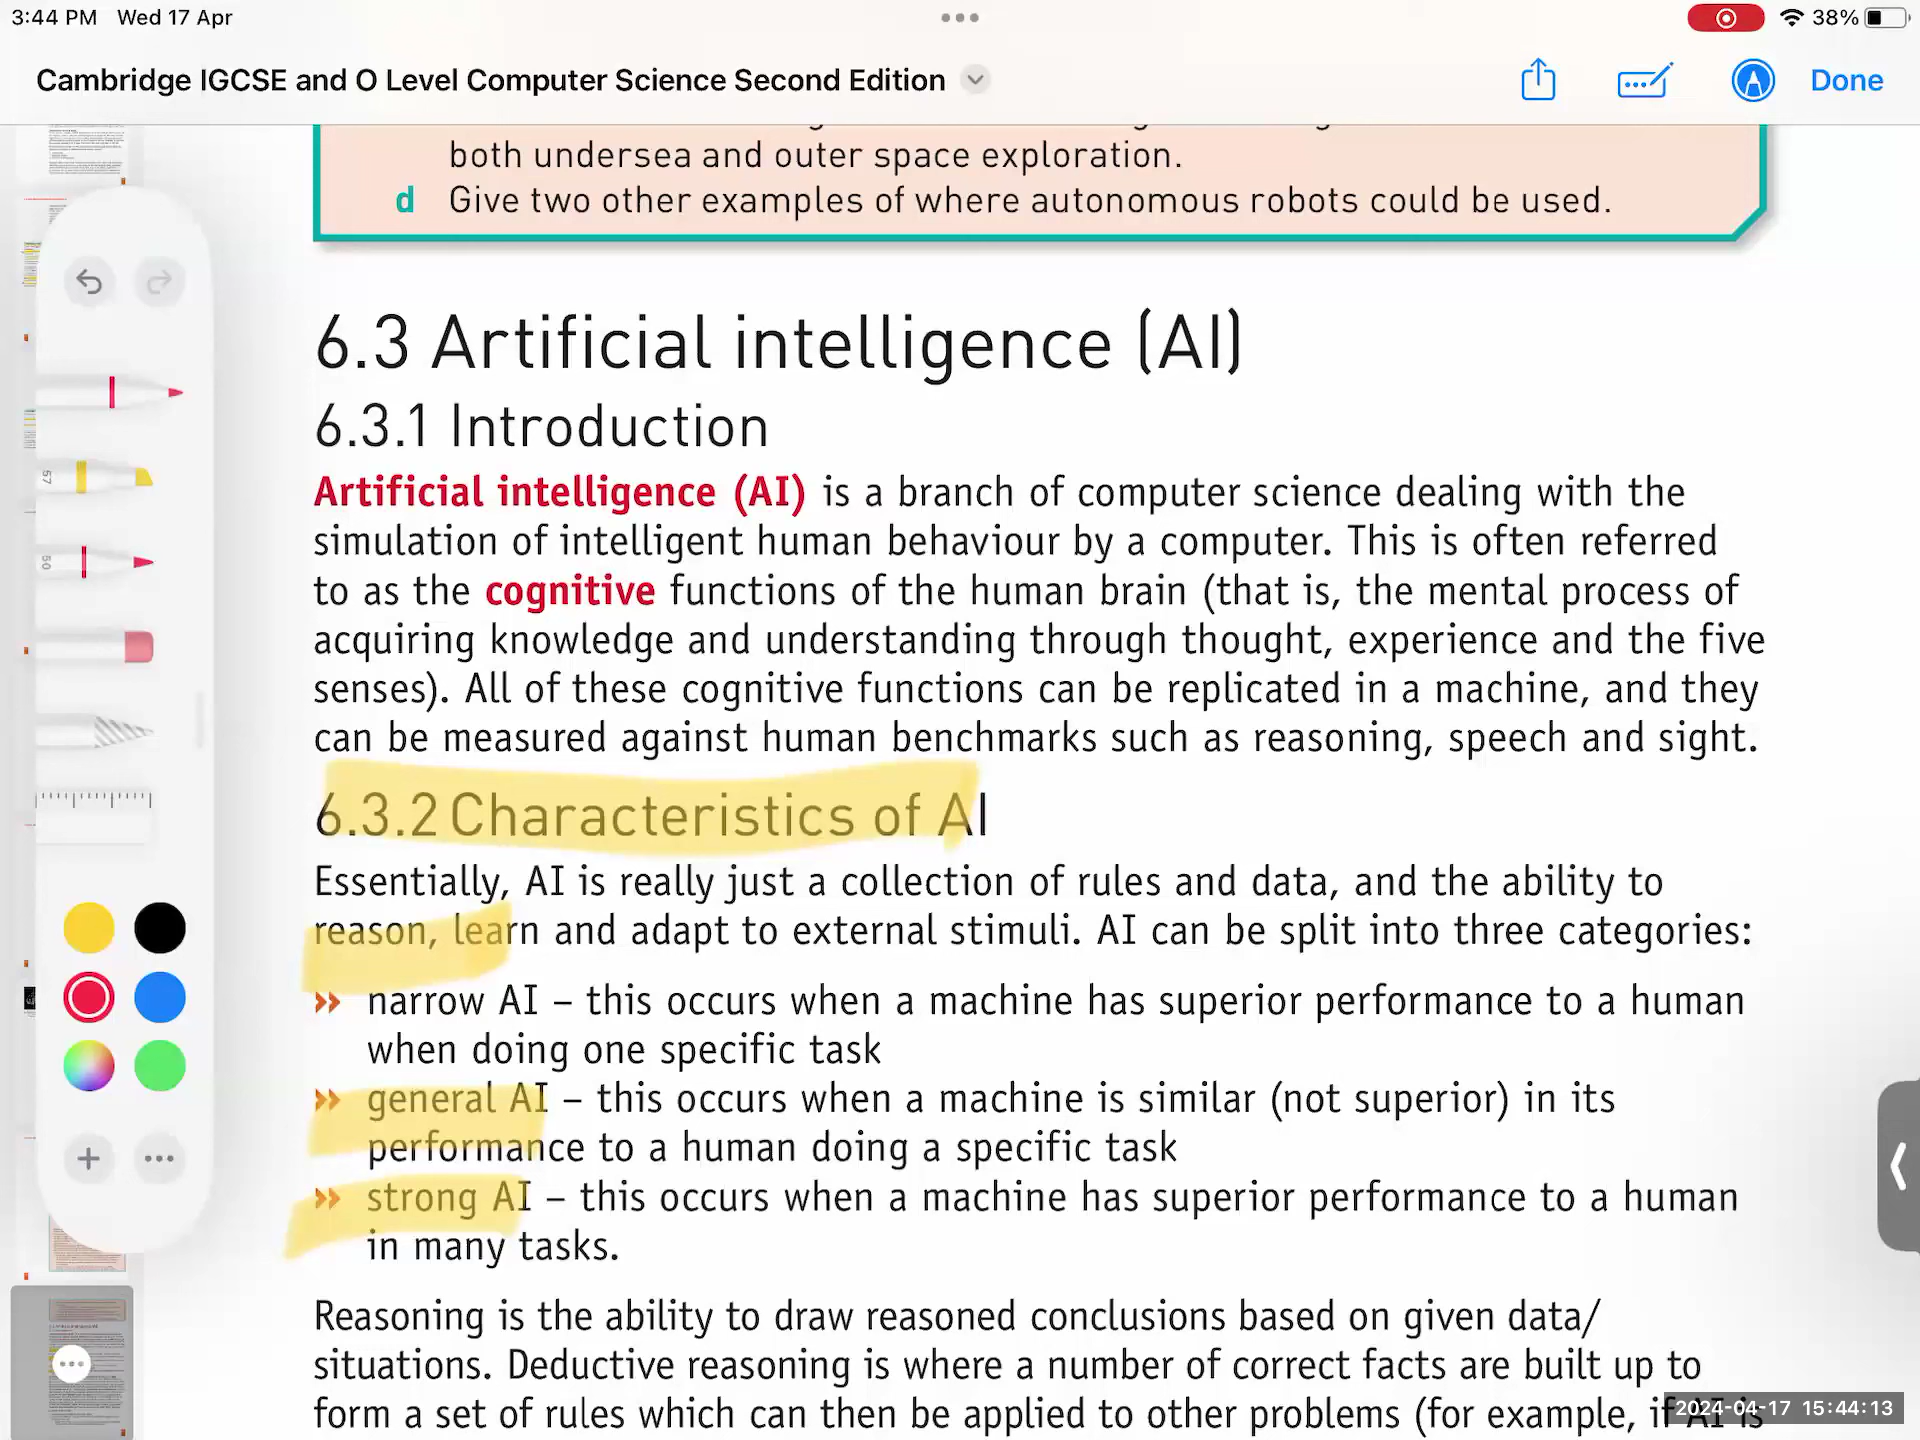 3:44 PM Wed 17 Apr
38%
Cambridge IGCSE and O Level Computer Science Second Edition
Done
both undersea and outer space exploration.
d Give two other examples of where autonomous robots could be used.
6.3 Artificial intelligence (AI)
6.3.1 Introduction
Artificial intelligence (AI) is a branch of computer science dealing with the
simulation of intelligent human behaviour by a computer. This is often referred
to as the cognitive functions of the human brain (that is, the mental process of
acquiring knowledge and understanding through thought, experience and the five
senses). All of these cognitive functions can be replicated in a machine, and they
can be measured against human benchmarks such as reasoning, speech and sight.
6.3.2 Characteristics of AI
Essentially, AI is really just a collection of rules and data, and the ability to
reason, learn and adapt to external stimuli. AI can be split into three categories:
» narrow AI – this occurs when a machine has superior performance to a human
when doing one specific task
» general AI – this occurs when a machine is similar (not superior) in its
performance to a human doing a specific task
» strong AI – this occurs when a machine has superior performance to a human
in many tasks.
Reasoning is the ability to draw reasoned conclusions based on given data/
situations. Deductive reasoning is where a number of correct facts are built up to
form a set of rules which can then be applied to other problems (for example, if AI is
2024-04-17 15:44:13
57
50